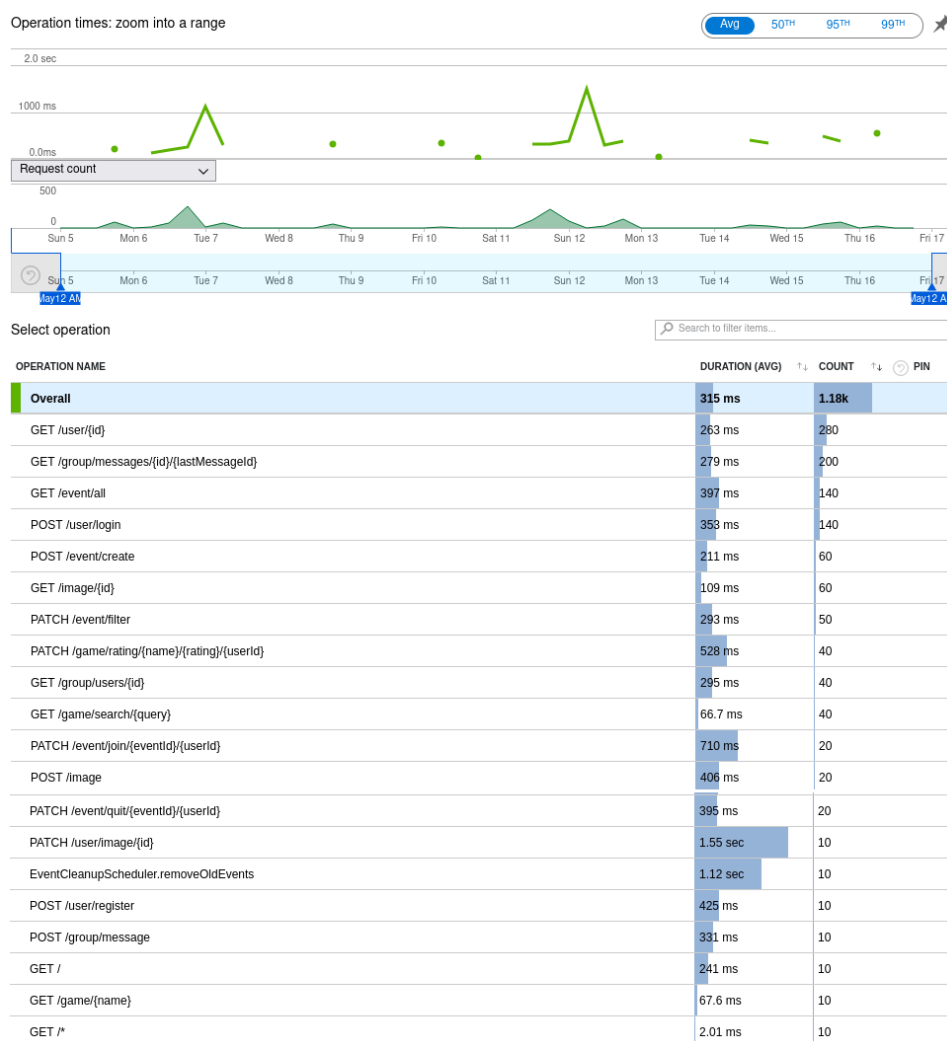 Operation times: zoom into a range
Avg 50TH 95TH 99TH
2.0 sec
1000 ms
0.0ms
Request count
500
0
Sun 5 Mon 6 Tue 7 Wed 8 Thu 9 Fri 10 Sat 11 Sun 12 Mon 13 Tue 14 Wed 15 Thu 16 Fri 17
Sun 5 Mon 6 Tue 7 Wed 8 Thu 9 Fri 10 Sat 11 Sun 12 Mon 13 Tue 14 Wed 15 Thu 16 Fri 17
May12 AM May12 A
Select operation
Search to filter items...
OPERATION NAME DURATION (AVG) COUNT PIN
Overall 315 ms 1.18k
GET /user/{id} 263 ms 280
GET /group/messages/{id}/{lastMessageId} 279 ms 200
GET /event/all 397 ms 140
POST /user/login 353 ms 140
POST /event/create 211 ms 60
GET /image/{id} 109 ms 60
PATCH /event/filter 293 ms 50
PATCH /game/rating/{name}/{rating}/{userId} 528 ms 40
GET /group/users/{id} 295 ms 40
GET /game/search/{query} 66.7 ms 40
PATCH /event/join/{eventId}/{userId} 710 ms 20
POST /image 406 ms 20
PATCH /event/quit/{eventId}/{userId} 395 ms 20
PATCH /user/image/{id} 1.55 sec 10
EventCleanupScheduler.removeOldEvents 1.12 sec 10
POST /user/register 425 ms 10
POST /group/message 331 ms 10
GET / 241 ms 10
GET /game/{name} 67.6 ms 10
GET /* 2.01 ms 10